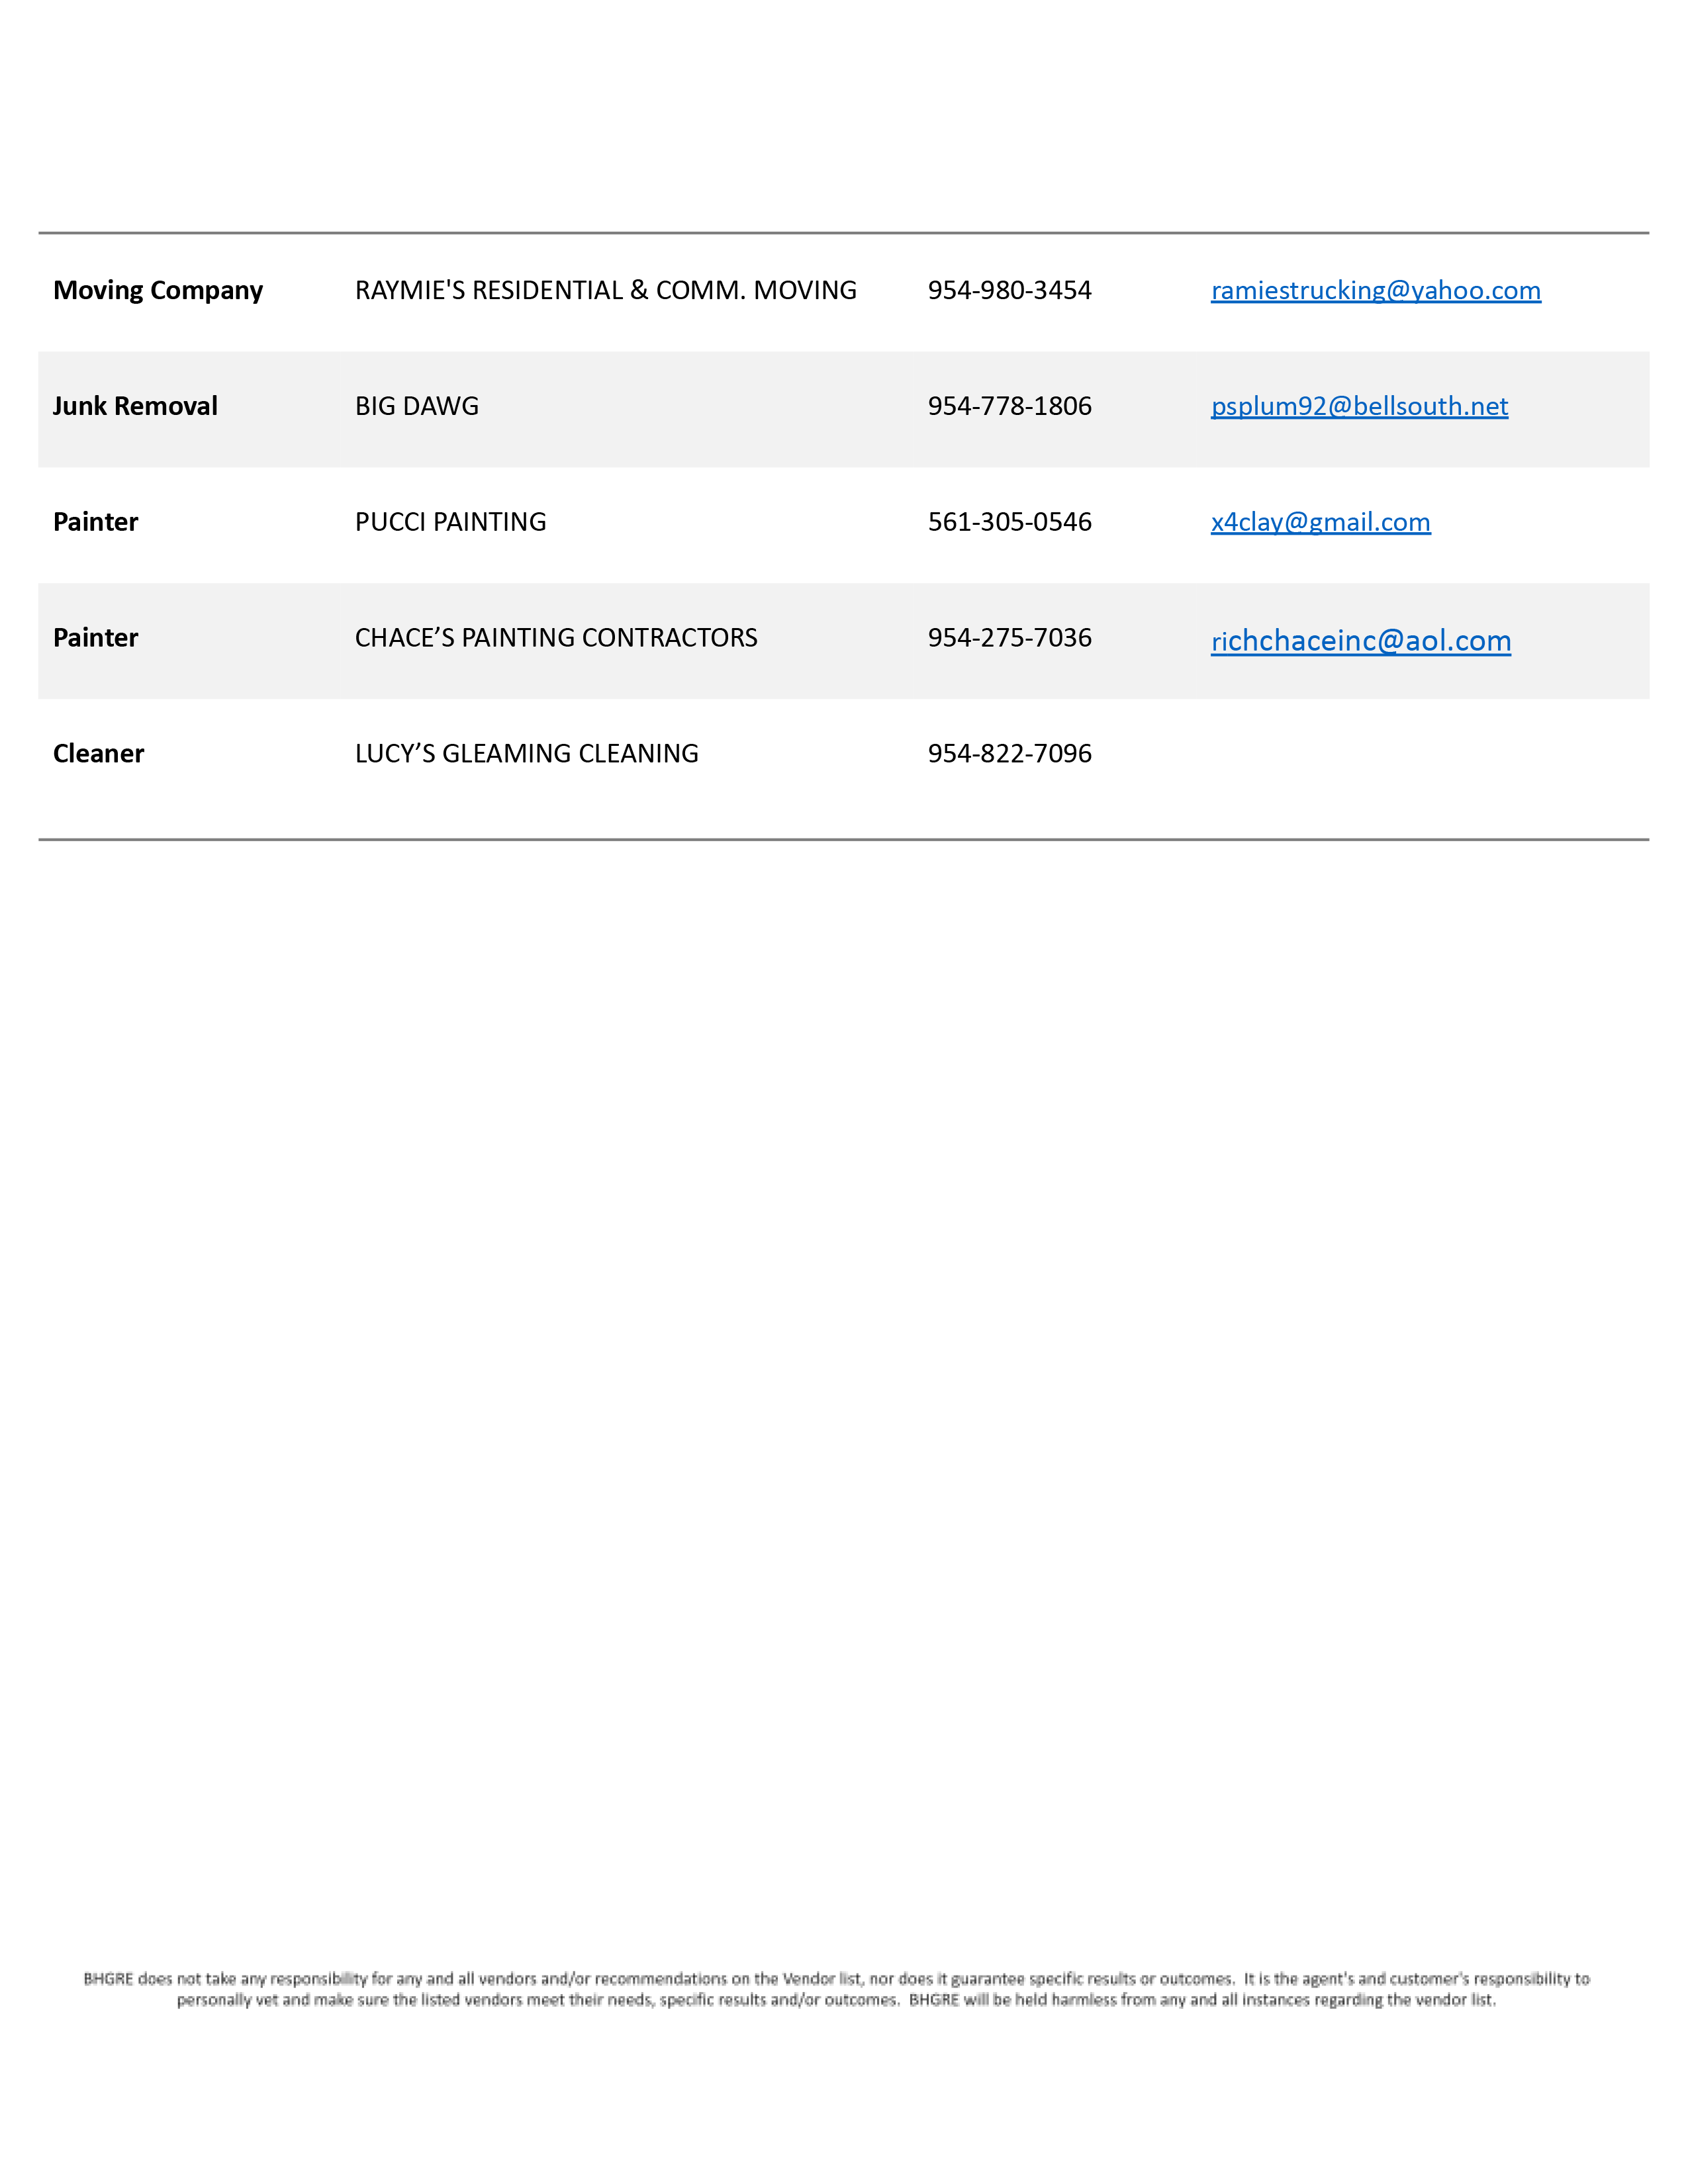 Moving Company RAYMIE'S RESIDENTIAL & COMM. MOVING 954-980-3454 ramiestrucking@yahoo.com
Junk Removal BIG DAWG 954-778-1806 psplum92@bellsouth.net
Painter PUCCI PAINTING 561-305-0546 x4clay@gmail.com
Painter CHACE’S PAINTING CONTRACTORS 954-275-7036 richchaceinc@aol.com
Cleaner LUCY’S GLEAMING CLEANING 954-822-7096
BHGRE does not take any responsibility for any and all vendors and/or recommendations on the Vendor list, nor does it guarantee specific results or outcomes. It is the agent's and customer's responsibility to
personally vet and make sure the listed vendors meet their needs, specific results and/or outcomes. BHGRE will be held harmless from any and all instances regarding the vendor list.